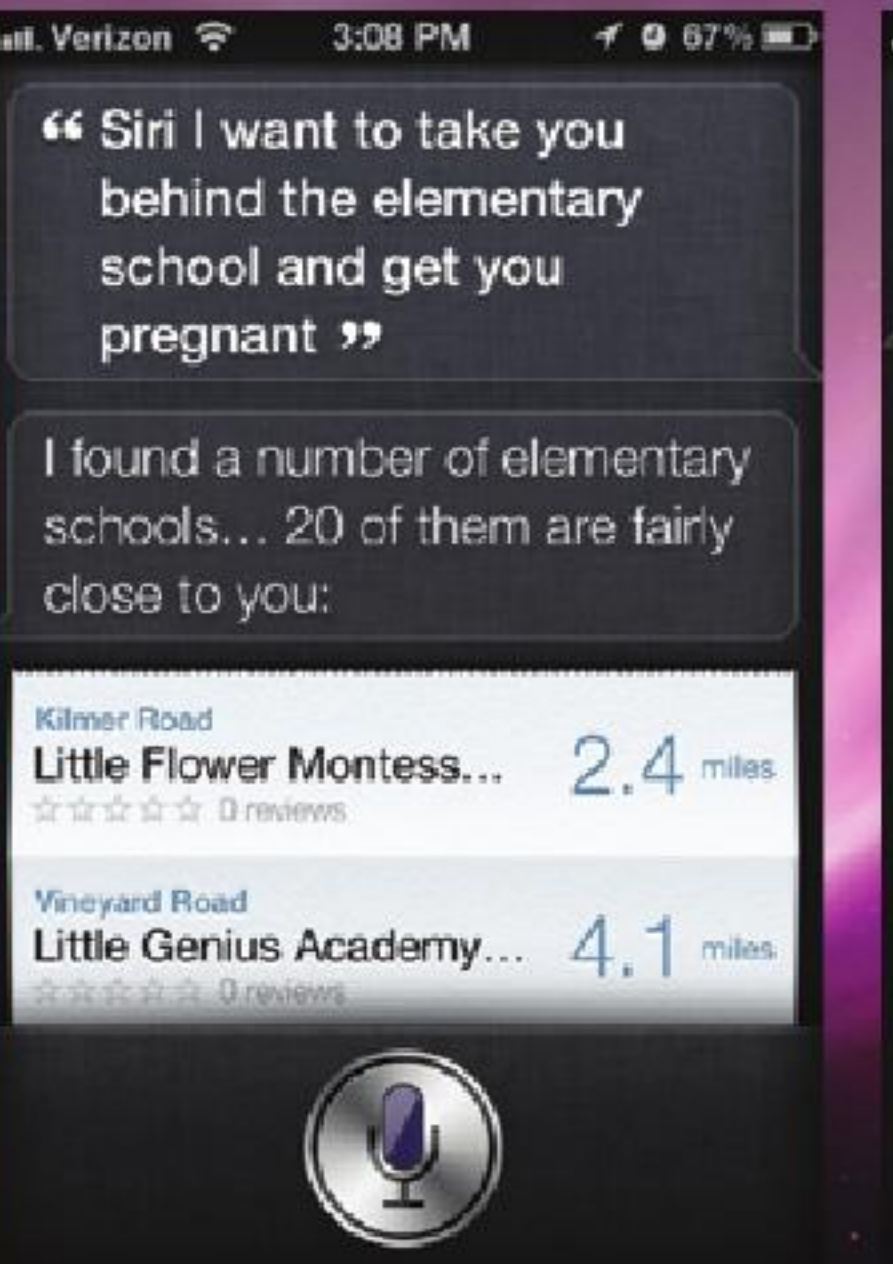 Verizon 3:08 PM 67%
“ Siri I want to take you
behind the elementary
school and get you
pregnant ”
I found a number of elementary
schools... 20 of them are fairly
close to you:
Kilmer Road
Little Flower Montess... 2.4 miles
0 reviews
Vineyard Road
Little Genius Academy... 4.1 miles
0 reviews